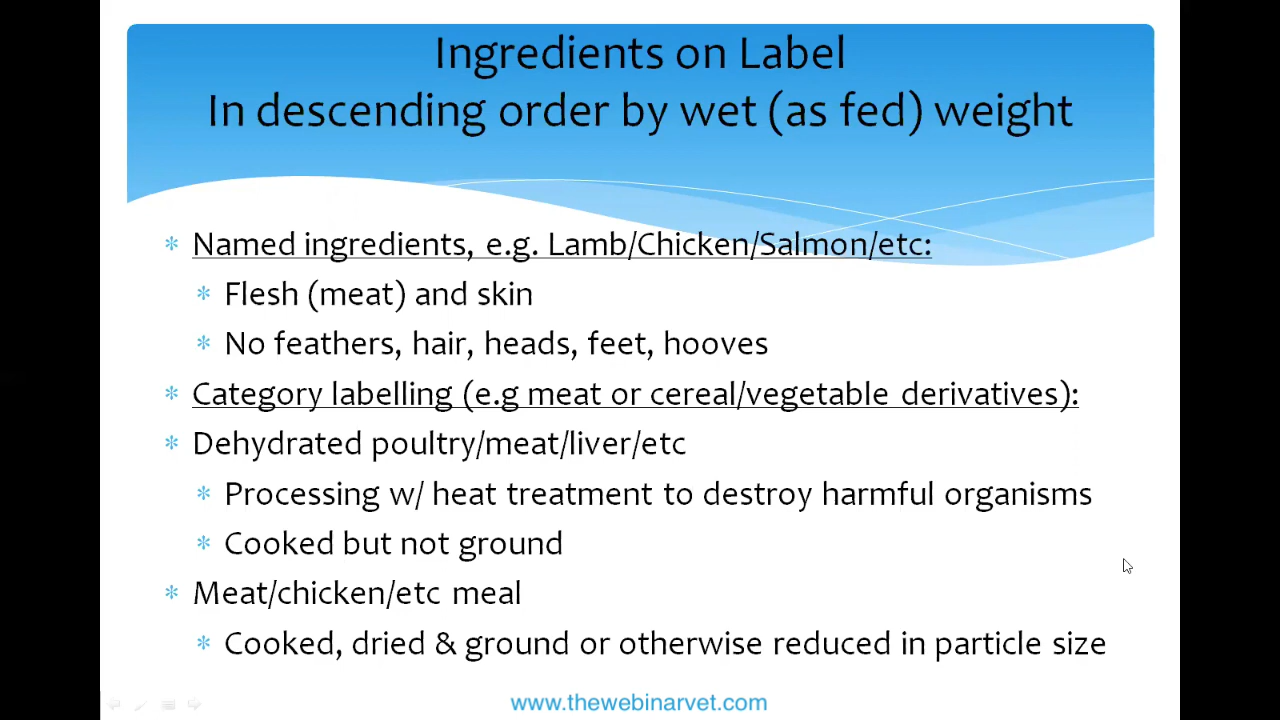 Ingredients on Label
In descending order by wet (as fed) weight
* Named ingredients, e.g. Lamb/Chicken/Salmon/etc:
* Flesh (meat) and skin
* No feathers, hair, heads, feet, hooves
* Category labelling (e.g meat or cereal/vegetable derivatives):
* Dehydrated poultry/meat/liver/etc
* Processing w/ heat treatment to destroy harmful organisms
* Cooked but not ground
* Meat/chicken/etc meal
* Cooked, dried & ground or otherwise reduced in particle size
www.thewebinarvet.com